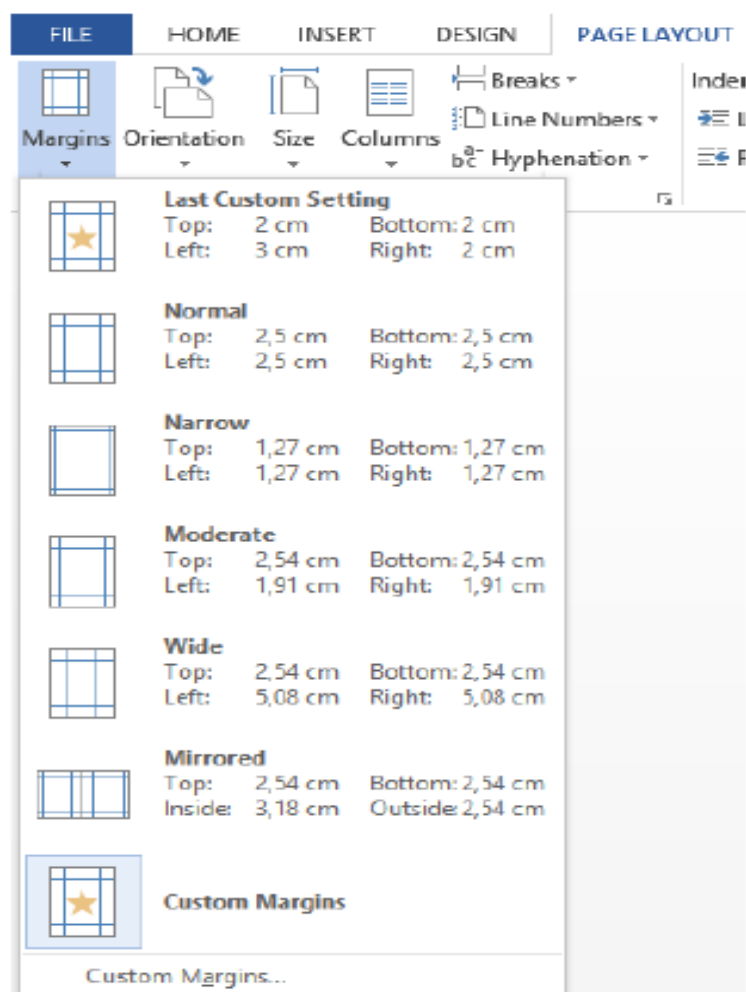 FILE HOME INSERT DESIGN PAGE LAYOUT
Breaks
Line Numbers
Hyphenation
Margins Orientation Size Columns
Last Custom Setting
Top: 2 cm Bottom: 2 cm
Left: 3 cm Right: 2 cm
Normal
Top: 2,5 cm Bottom: 2,5 cm
Left: 2,5 cm Right: 2,5 cm
Narrow
Top: 1,27 cm Bottom: 1,27 cm
Left: 1,27 cm Right: 1,27 cm
Moderate
Top: 2,54 cm Bottom: 2,54 cm
Left: 1,91 cm Right: 1,91 cm
Wide
Top: 2,54 cm Bottom: 2,54 cm
Left: 5,08 cm Right: 5,08 cm
Mirrored
Top: 2,54 cm Bottom: 2,54 cm
Inside: 3,18 cm Outside: 2,54 cm
Custom Margins
Custom Margins...